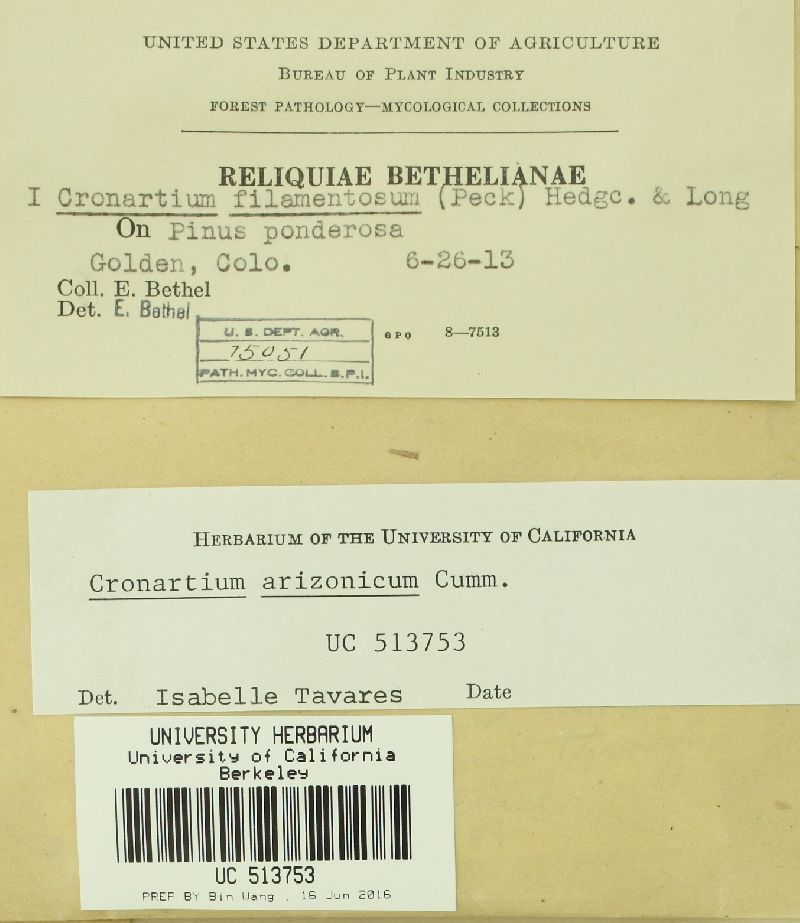 UNITED STATES DEPARTMENT OF AGRICULTURE
BUREAU OF PLANT INDUSTRY
FOREST PATHOLOGY—MYCOLOGICAL COLLECTIONS
RELIQUIAE BETHELIANAE
I Cronartium filamentosum (Peck) Hedgc. & Long
On Pinus ponderosa
Golden, Colo. 6-26-13
Coll. E. Bethel
Det. E. Bethel
U. S. DEPT. AGR.
75051
PATH. MYC. COLL. B.P.I.
GPO 8—7513
HERBARIUM OF THE UNIVERSITY OF CALIFORNIA
Cronartium arizonicum Cumm.
UC 513753
Det. Isabelle Tavares Date
UNIVERSITY HERBARIUM
University of California
Berkeley
UC 513753
PREP BY Bin Wang , 16 Jun 2016